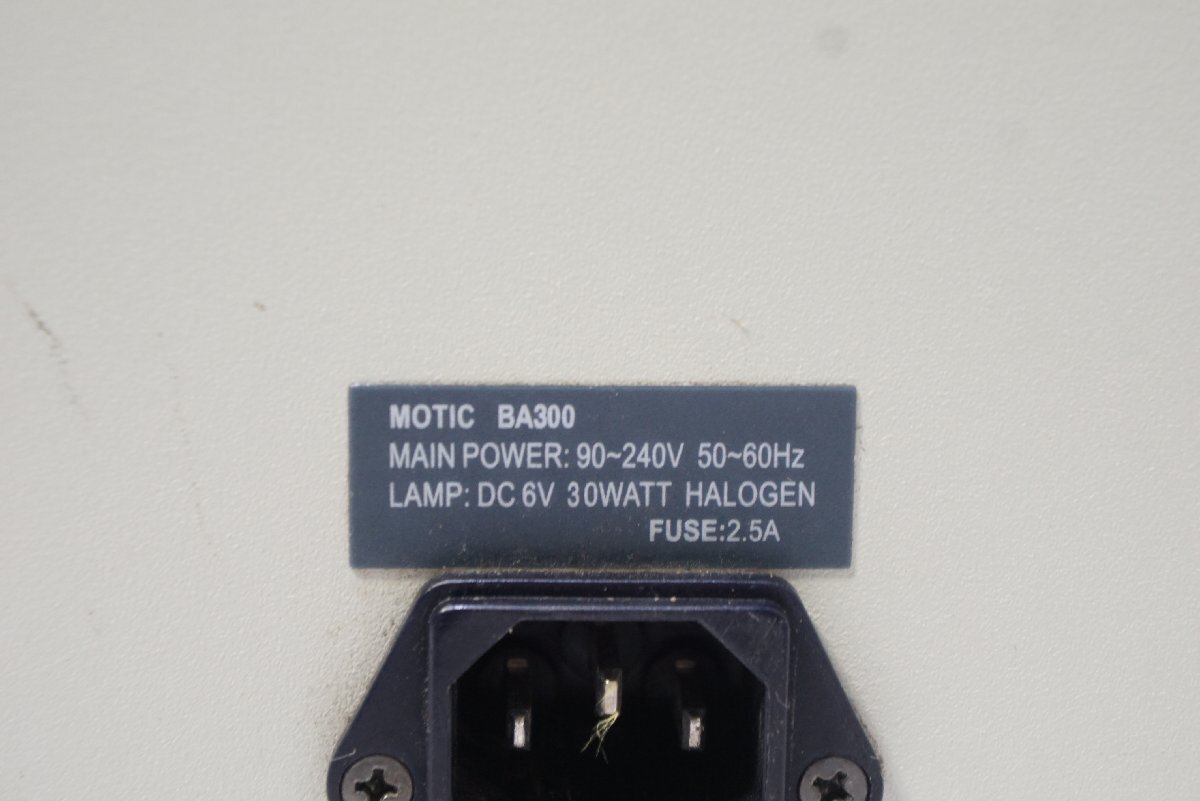 MOTIC BA300
MAIN POWER: 90~240V 50~60Hz
LAMP: DC 6V 30WATT HALOGEN
FUSE:2.5A